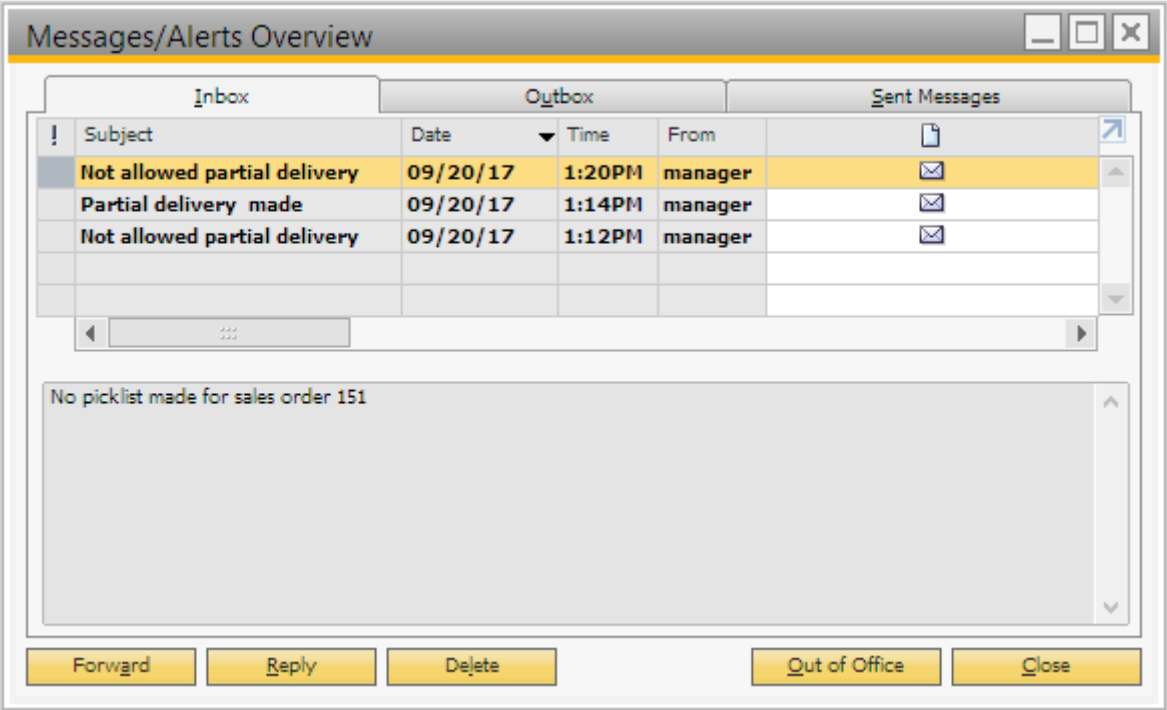 Messages/Alerts Overview
Inbox Outbox Sent Messages
! Subject Date Time From
Not allowed partial delivery 09/20/17 1:20PM manager
Partial delivery  made 09/20/17 1:14PM manager
Not allowed partial delivery 09/20/17 1:12PM manager
No picklist made for sales order 151
Forward Reply Delete Out of Office Close